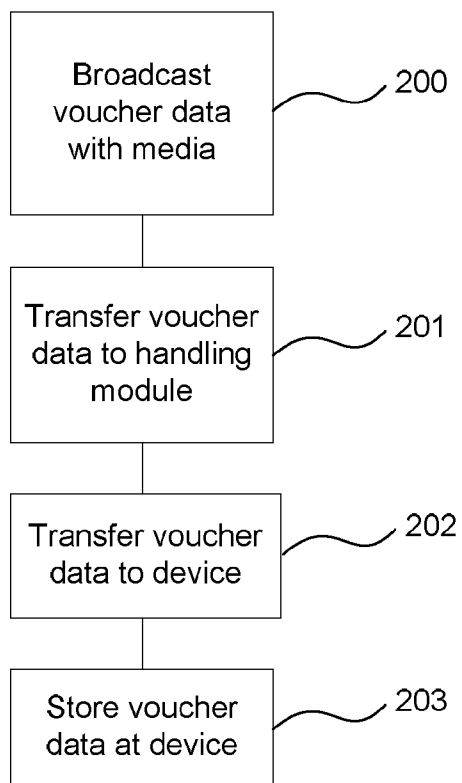 Broadcast
voucher data
with media
200
Transfer voucher
data to handling
module
201
Transfer voucher
data to device
202
Store voucher
data at device
203